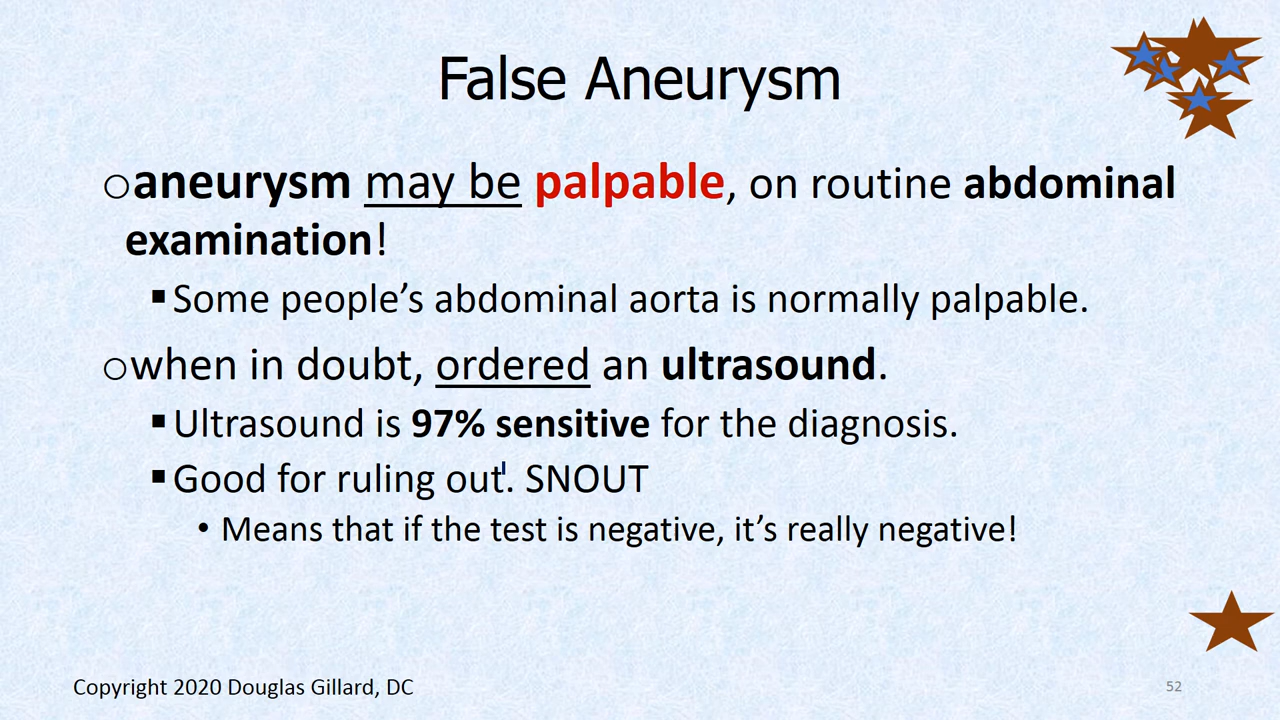 False Aneurysm
○aneurysm may be palpable, on routine abdominal
examination!
▪Some people’s abdominal aorta is normally palpable.
○when in doubt, ordered an ultrasound.
▪Ultrasound is 97% sensitive for the diagnosis.
▪Good for ruling out'. SNOUT
• Means that if the test is negative, it’s really negative!
Copyright 2020 Douglas Gillard, DC
52